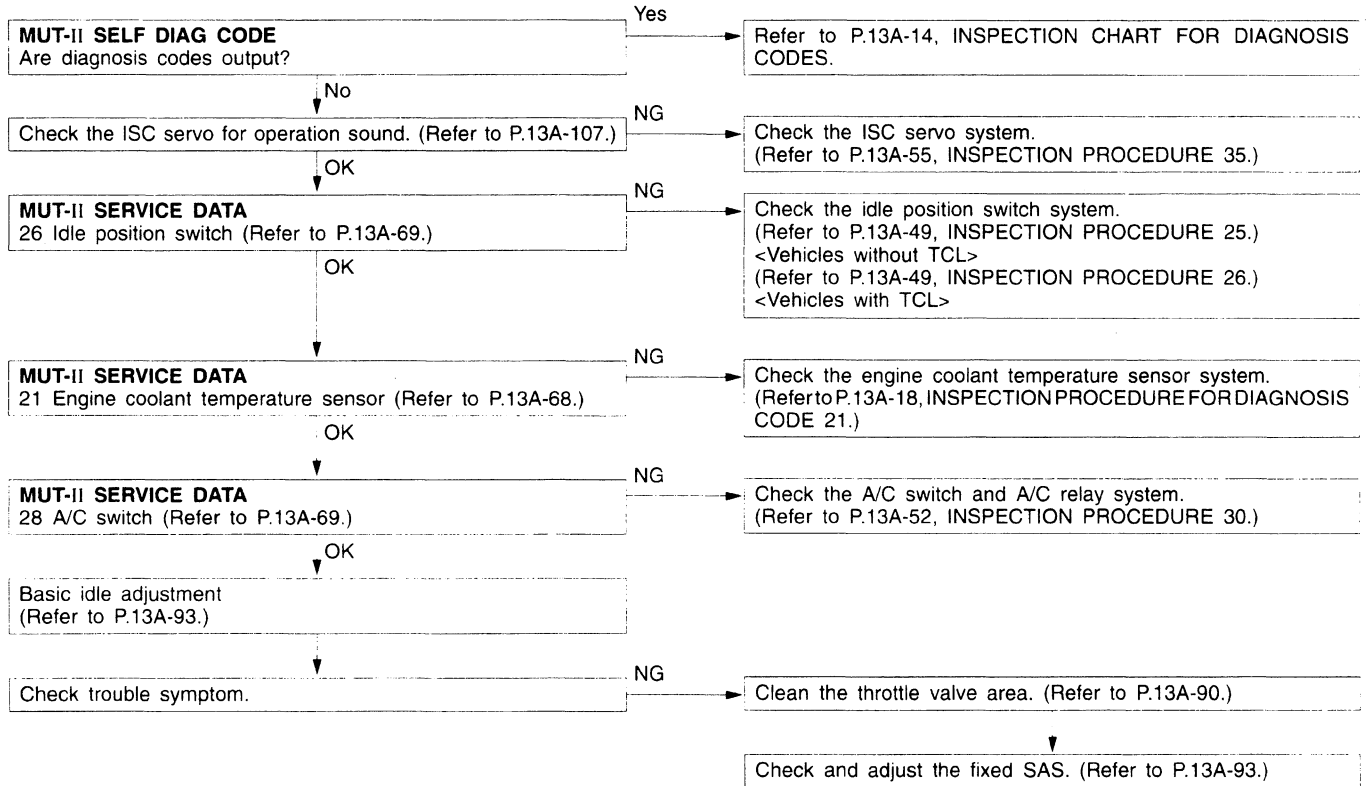 MUT-II SELF DIAG CODE
Are diagnosis codes output?
Yes
Refer to P.13A-14, INSPECTION CHART FOR DIAGNOSIS
CODES.
No
Check the ISC servo for operation sound. (Refer to P.13A-107.)
NG
Check the ISC servo system.
(Refer to P.13A-55, INSPECTION PROCEDURE 35.)
OK
MUT-II SERVICE DATA
26 Idle position switch (Refer to P.13A-69.)
NG
Check the idle position switch system.
(Refer to P.13A-49, INSPECTION PROCEDURE 25.)
<Vehicles without TCL>
(Refer to P.13A-49, INSPECTION PROCEDURE 26.)
<Vehicles with TCL>
OK
MUT-II SERVICE DATA
21 Engine coolant temperature sensor (Refer to P.13A-68.)
NG
Check the engine coolant temperature sensor system.
(Refer to P.13A-18, INSPECTION PROCEDURE FOR DIAGNOSIS
CODE 21.)
OK
MUT-II SERVICE DATA
28 A/C switch (Refer to P.13A-69.)
NG
Check the A/C switch and A/C relay system.
(Refer to P.13A-52, INSPECTION PROCEDURE 30.)
OK
Basic idle adjustment
(Refer to P.13A-93.)
Check trouble symptom.
NG
Clean the throttle valve area. (Refer to P.13A-90.)
Check and adjust the fixed SAS. (Refer to P.13A-93.)